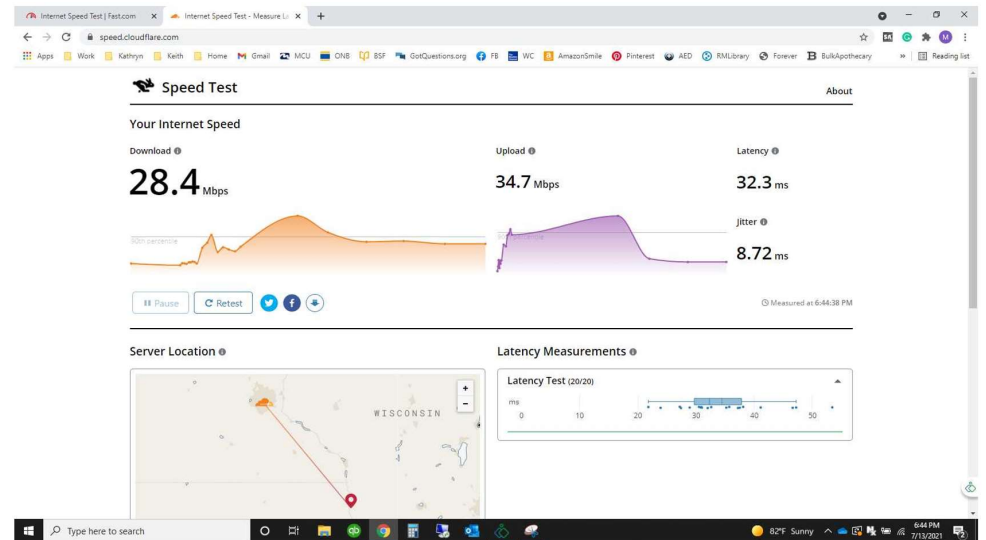 Internet Speed Test | Fast.com
Internet Speed Test - Measure La
speed.cloudflare.com
Apps Work Kathryn Keith Home Gmail MCU ONB BSF GotQuestions.org FB WC AmazonSmile Pinterest AED RMLibrary Forever BulkApothecary » Reading list
Speed Test
About
Your Internet Speed
Download
Upload
Latency
28.4 Mbps
34.7 Mbps
32.3 ms
Jitter
8.72 ms
90th percentile
90th percentile
Pause
Retest
Measured at 6:44:38 PM
Server Location
Latency Measurements
WISCONSIN
+
−
Latency Test (20/20)
ms
0 10 20 30 40 50
Type here to search
82°F Sunny
6:44 PM
7/13/2021